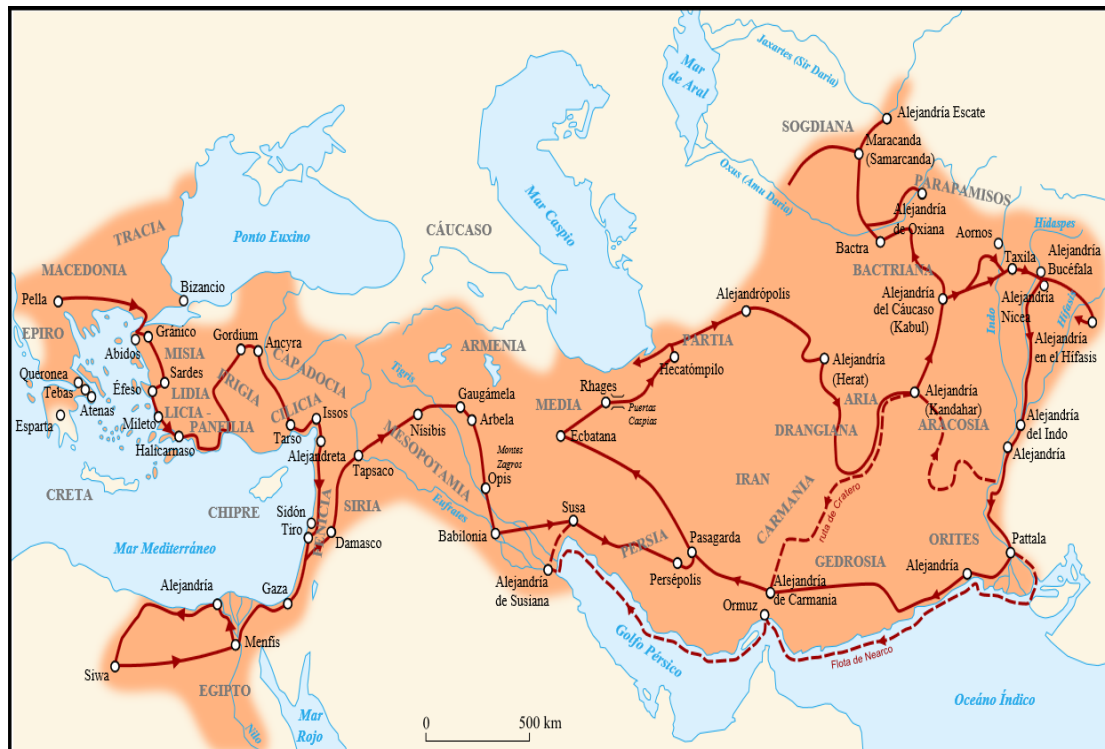 Jaxartes (Sir Daria)
Mar
de Aral
Alejandría Escate
SOGDIANA
Maracanda
(Samarcanda)
Oxus (Amu Daria)
PARAPAMISOS
Alejandría
de Oxiana
Hidaspes
Aornos
Bactra
Taxila
Alejandría
Bucéfala
BACTRIANA
Alejandría
del Cáucaso
(Kabul)
Indo
Alejandría
Nicea
Hífasis
Alejandría
en el Hífasis
TRACIA
Ponto Euxino
CÁUCASO
Mar Caspio
MACEDONIA
Bizancio
Pella
EPIRO
Gránico
Abidos
Gordium
Ancyra
MISIA
Sardes
Queronea
Tebas
Atenas
Esparta
Éfeso
LIDIA
FRIGIA
CAPADOCIA
LICIA -
PANFILIA
Mileto
Halicarnaso
CILICIA
Issos
Tarso
Alejandreta
ARMENIA
Tigris
Gaugámela
Arbela
Nísibis
MESOPOTAMIA
Tapsaco
Montes
Zagros
Opis
MEDIA
Rhages
Puertas
Caspias
Ecbatana
Hecatómpilo
PARTIA
Alejandrópolis
Alejandría
(Herat)
ARIA
Alejandría
(Kandahar)
ARACOSIA
DRANGIANA
Alejandría
del Indo
Alejandría
CRETA
CHIPRE
Sidón
Tiro
FENICIA
SIRIA
Damasco
Eufrates
Babilonia
Susa
IRAN
CARMANIA
ruta de Cratero
Mar Mediterráneo
PERSIA
Pasagarda
Persépolis
GEDROSIA
ORITES
Pattala
Alejandría
Alejandría
Gaza
Alejandría
de Susiana
Ormuz
Alejandría
de Carmania
Menfís
Siwa
Golfo Pérsico
Flota de Nearco
EGIPTO
Mar
Rojo
Nilo
Oceáno Índico
0 500 km